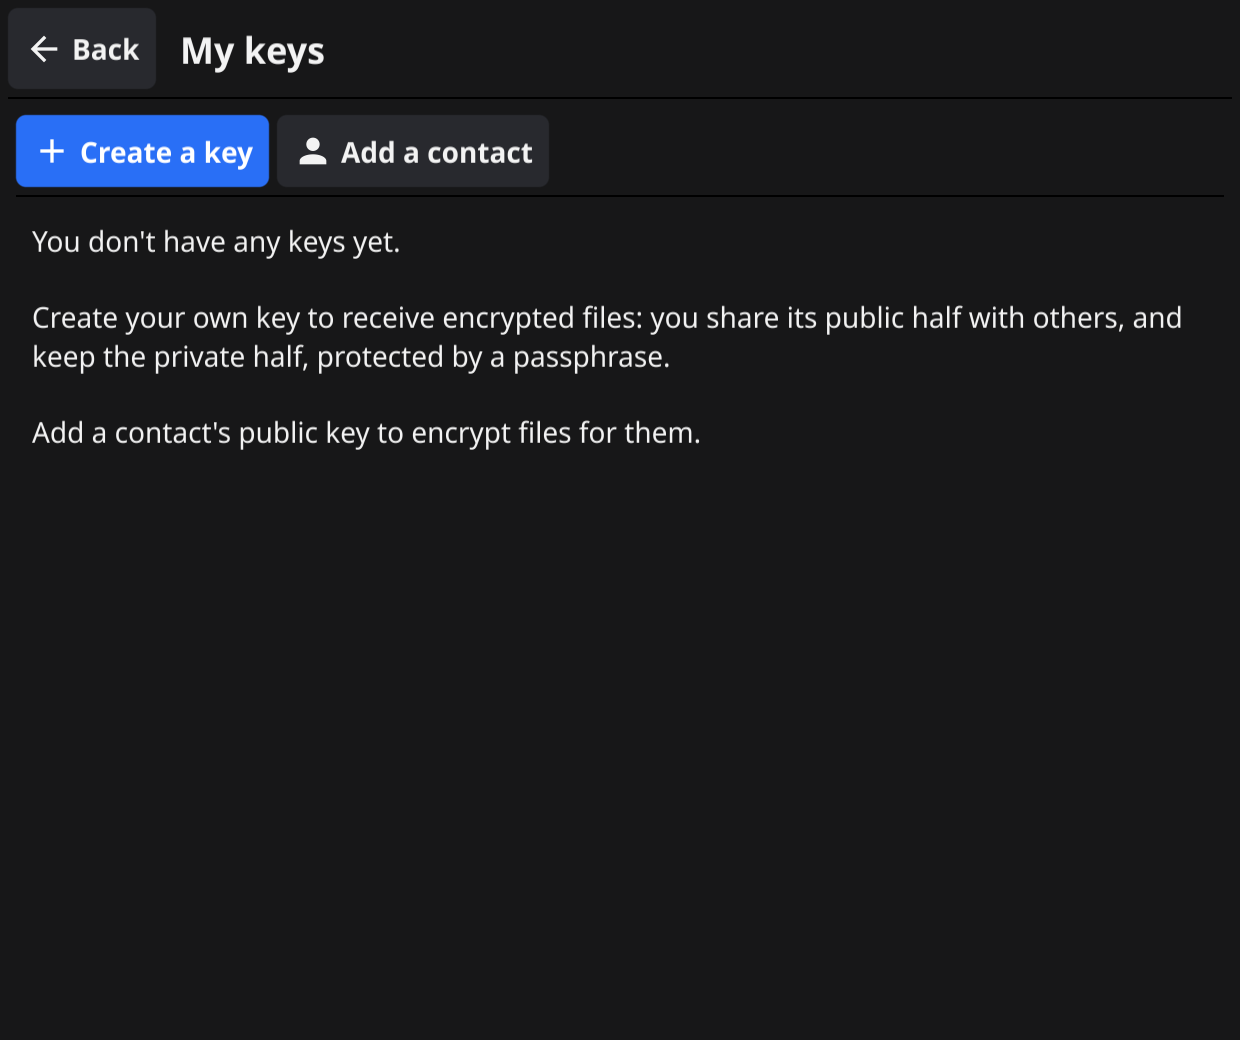 Back
My keys
Create a key
Add a contact
You don't have any keys yet.
Create your own key to receive encrypted files: you share its public half with others, and
keep the private half, protected by a passphrase.
Add a contact's public key to encrypt files for them.